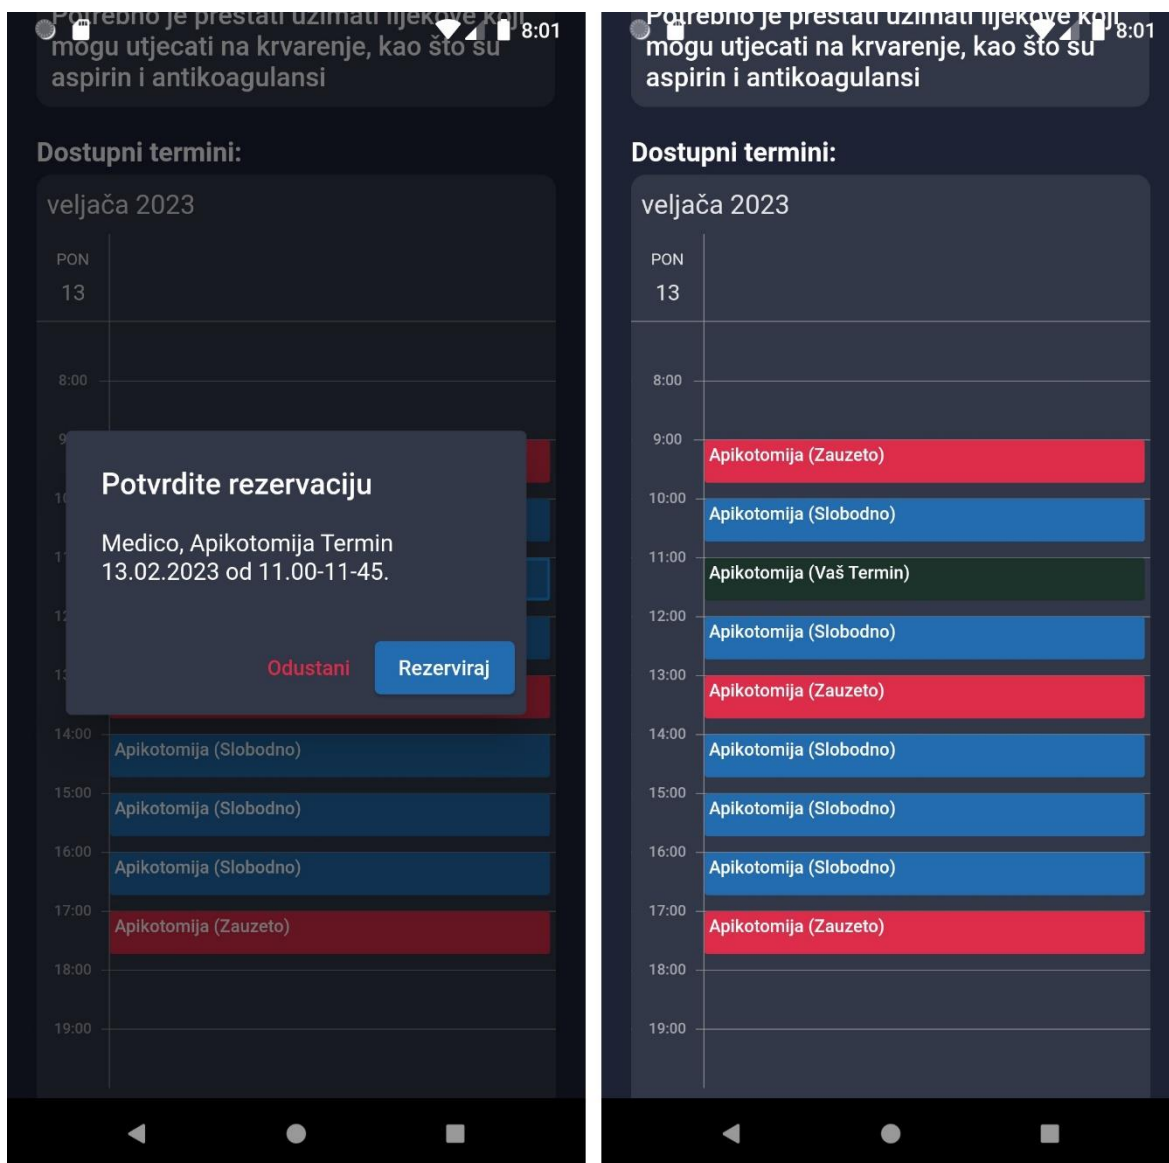 Potrebno je prestati uzimati lijekove koji
8:01
mogu utjecati na krvarenje, kao što su
aspirin i antikoagulansi
Dostupni termini:
veljača 2023
PON
13
8:00
Potvrdite rezervaciju
Medico, Apikotomija Termin
13.02.2023 od 11.00-11-45.
Odustani Rezerviraj
14:00
Apikotomija (Slobodno)
15:00
Apikotomija (Slobodno)
16:00
Apikotomija (Slobodno)
17:00
Apikotomija (Zauzeto)
18:00
19:00
Potrebno je prestati uzimati lijekove koji
8:01
mogu utjecati na krvarenje, kao što su
aspirin i antikoagulansi
Dostupni termini:
veljača 2023
PON
13
8:00
9:00
Apikotomija (Zauzeto)
10:00
Apikotomija (Slobodno)
11:00
Apikotomija (Vaš Termin)
12:00
Apikotomija (Slobodno)
13:00
Apikotomija (Zauzeto)
14:00
Apikotomija (Slobodno)
15:00
Apikotomija (Slobodno)
16:00
Apikotomija (Slobodno)
17:00
Apikotomija (Zauzeto)
18:00
19:00